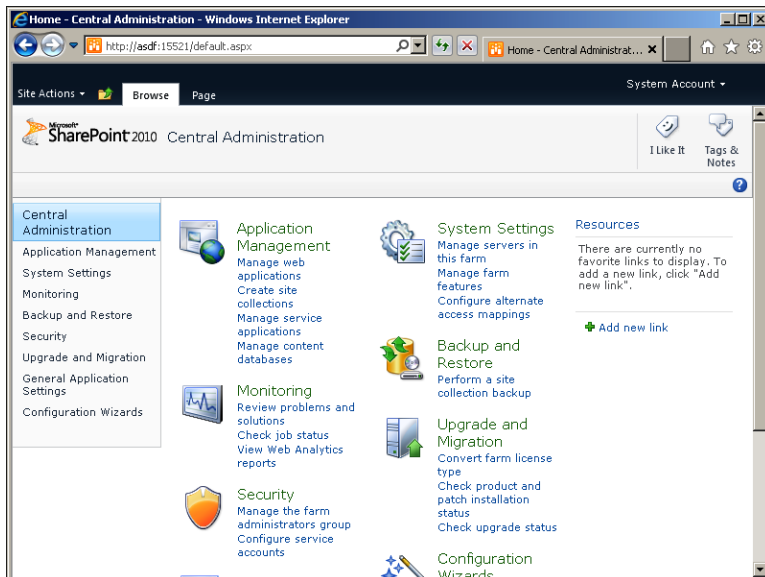 Home - Central Administration - Windows Internet Explorer
http://asdf:15521/default.aspx
Home - Central Administrat...
Site Actions
Browse
Page
System Account
Microsoft
SharePoint 2010 Central Administration
I Like It
Tags &
Notes
Central
Administration
Application Management
System Settings
Monitoring
Backup and Restore
Security
Upgrade and Migration
General Application
Settings
Configuration Wizards
Application
Management
Manage web
applications
Create site
collections
Manage service
applications
Manage content
databases
Monitoring
Review problems and
solutions
Check job status
View Web Analytics
reports
Security
Manage the farm
administrators group
Configure service
accounts
System Settings
Manage servers in
this farm
Manage farm
features
Configure alternate
access mappings
Backup and
Restore
Perform a site
collection backup
Upgrade and
Migration
Convert farm license
type
Check product and
patch installation
status
Check upgrade status
Configuration
Wizards
Resources
There are currently no
favorite links to display. To
add a new link, click "Add
new link".
Add new link